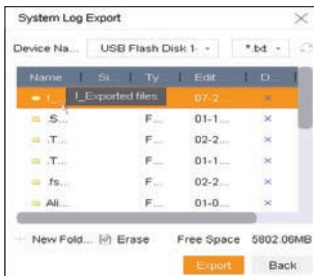 System Log Export
Device Na... USB Flash Disk 1- *.txt
Name Si... Ty... Edit ... D...
!_... !_Exported files 07-2...
.S... F... 01-1...
.T... F... 02-2...
.T... F... 01-1...
.fs... F... 02-2...
Ali... F... 01-0...
New Fold... Erase Free Space 5802.06MB
Export Back